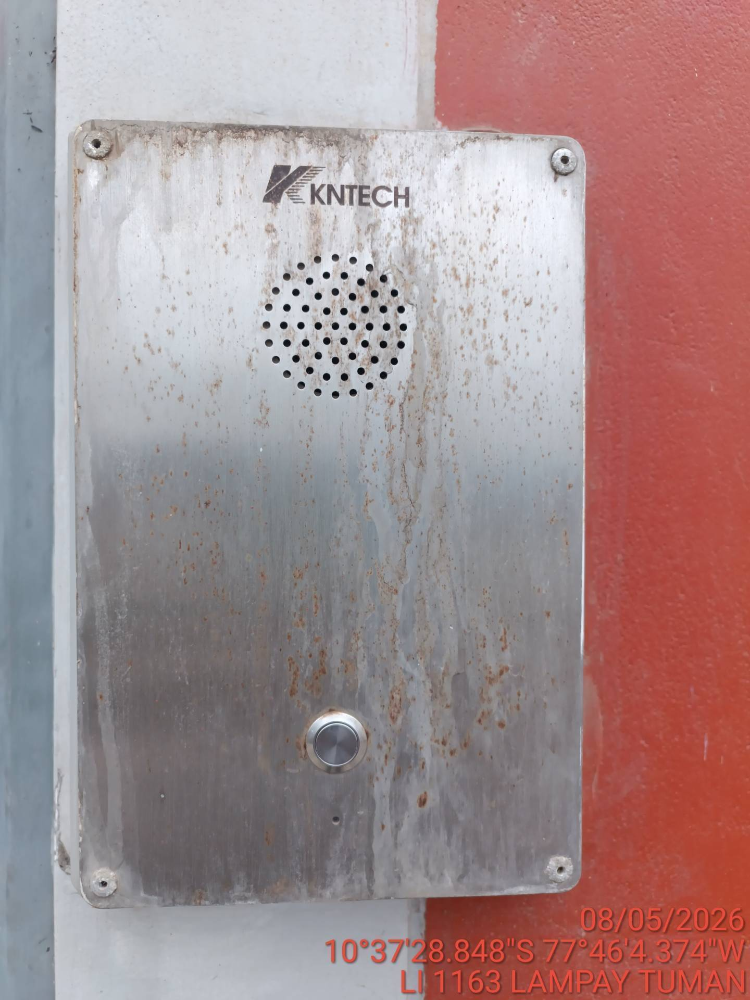 KNTECH
08/05/2026
10°37'28.848"S 77°46'4.374"W
LI 1163 LAMPAY TUMAN